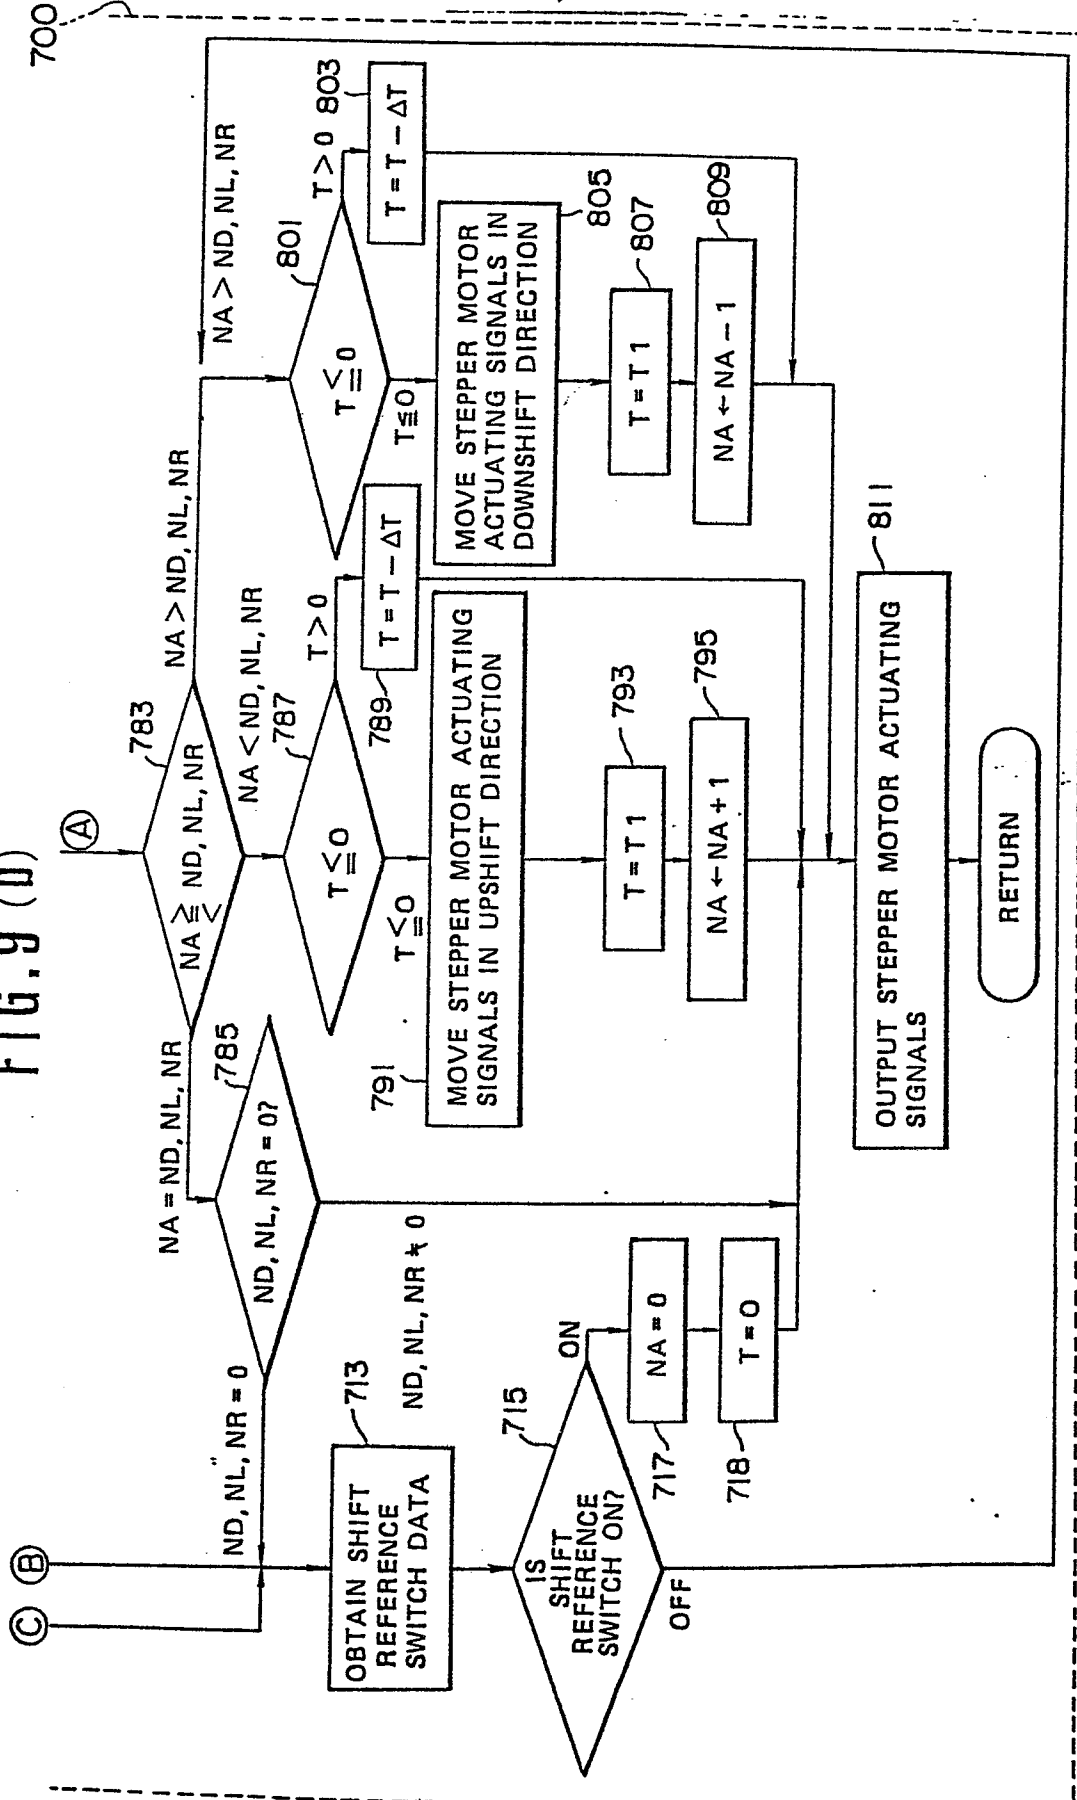 FIG.9 (b)
700
Ⓐ
783
NA ≧< ND, NL, NR
NA = ND, NL, NR
NA < ND, NL, NR
NA > ND, NL, NR
NA > ND, NL, NR
Ⓒ
Ⓑ
ND, NL, NR = 0
785
ND, NL, NR = 0?
ND, NL, NR ≠ 0
787
T ≦ 0
T > 0
789
T = T − ΔT
T ≦ 0
801
T ≦ 0
T > 0
803
T = T − ΔT
T ≦ 0
713
OBTAIN SHIFT
REFERENCE
SWITCH DATA
791
MOVE STEPPER MOTOR ACTUATING
SIGNALS IN UPSHIFT DIRECTION
805
MOVE STEPPER MOTOR
ACTUATING SIGNALS IN
DOWNSHIFT DIRECTION
715
IS
SHIFT
REFERENCE
SWITCH ON?
ON
OFF
717
NA = 0
718
T = 0
793
T = T 1
795
NA ← NA + 1
807
T = T 1
809
NA ← NA − 1
811
OUTPUT STEPPER MOTOR ACTUATING
SIGNALS
RETURN